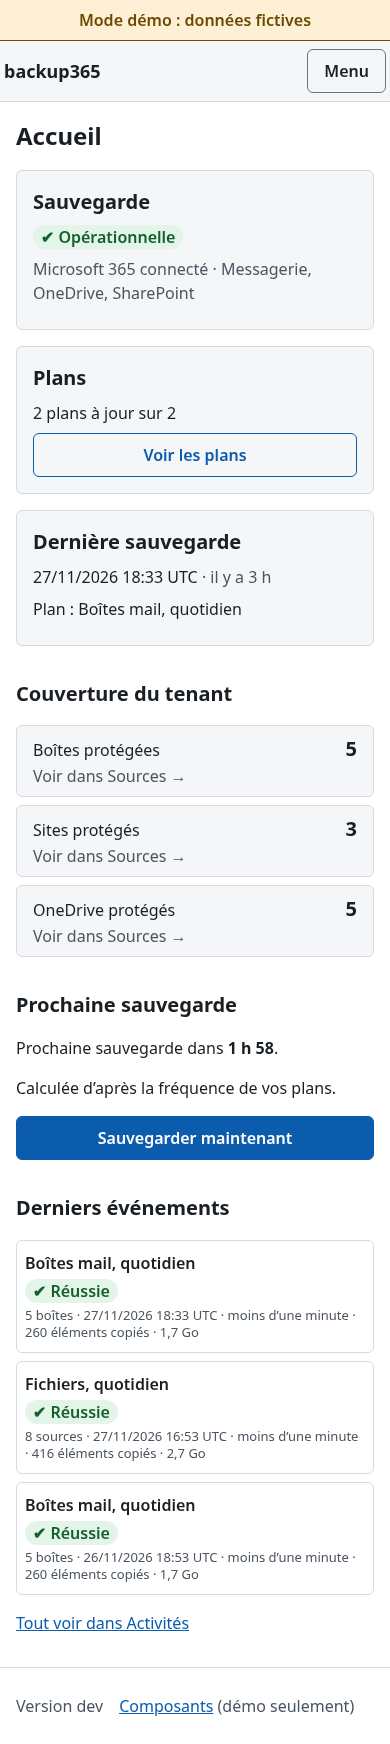 Mode démo : données fictives
backup365
Menu
Accueil
Sauvegarde
✔ Opérationnelle
Microsoft 365 connecté · Messagerie,
OneDrive, SharePoint
Plans
2 plans à jour sur 2
Voir les plans
Dernière sauvegarde
27/11/2026 18:33 UTC · il y a 3 h
Plan : Boîtes mail, quotidien
Couverture du tenant
Boîtes protégées 5
Voir dans Sources →
Sites protégés 3
Voir dans Sources →
OneDrive protégés 5
Voir dans Sources →
Prochaine sauvegarde
Prochaine sauvegarde dans 1 h 58.
Calculée d’après la fréquence de vos plans.
Sauvegarder maintenant
Derniers événements
Boîtes mail, quotidien
✔ Réussie
5 boîtes · 27/11/2026 18:33 UTC · moins d’une minute ·
260 éléments copiés · 1,7 Go
Fichiers, quotidien
✔ Réussie
8 sources · 27/11/2026 16:53 UTC · moins d’une minute
· 416 éléments copiés · 2,7 Go
Boîtes mail, quotidien
✔ Réussie
5 boîtes · 26/11/2026 18:53 UTC · moins d’une minute ·
260 éléments copiés · 1,7 Go
Tout voir dans Activités
Version dev Composants (démo seulement)